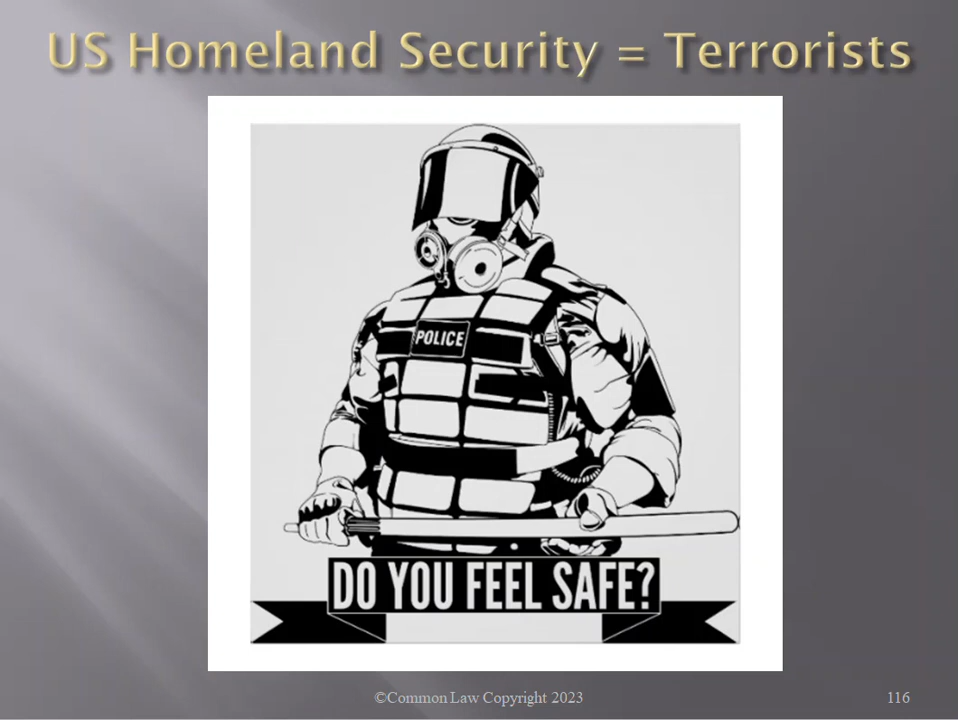 US Homeland Security = Terrorists
POLICE
DO YOU FEEL SAFE?
©Common Law Copyright 2023
116